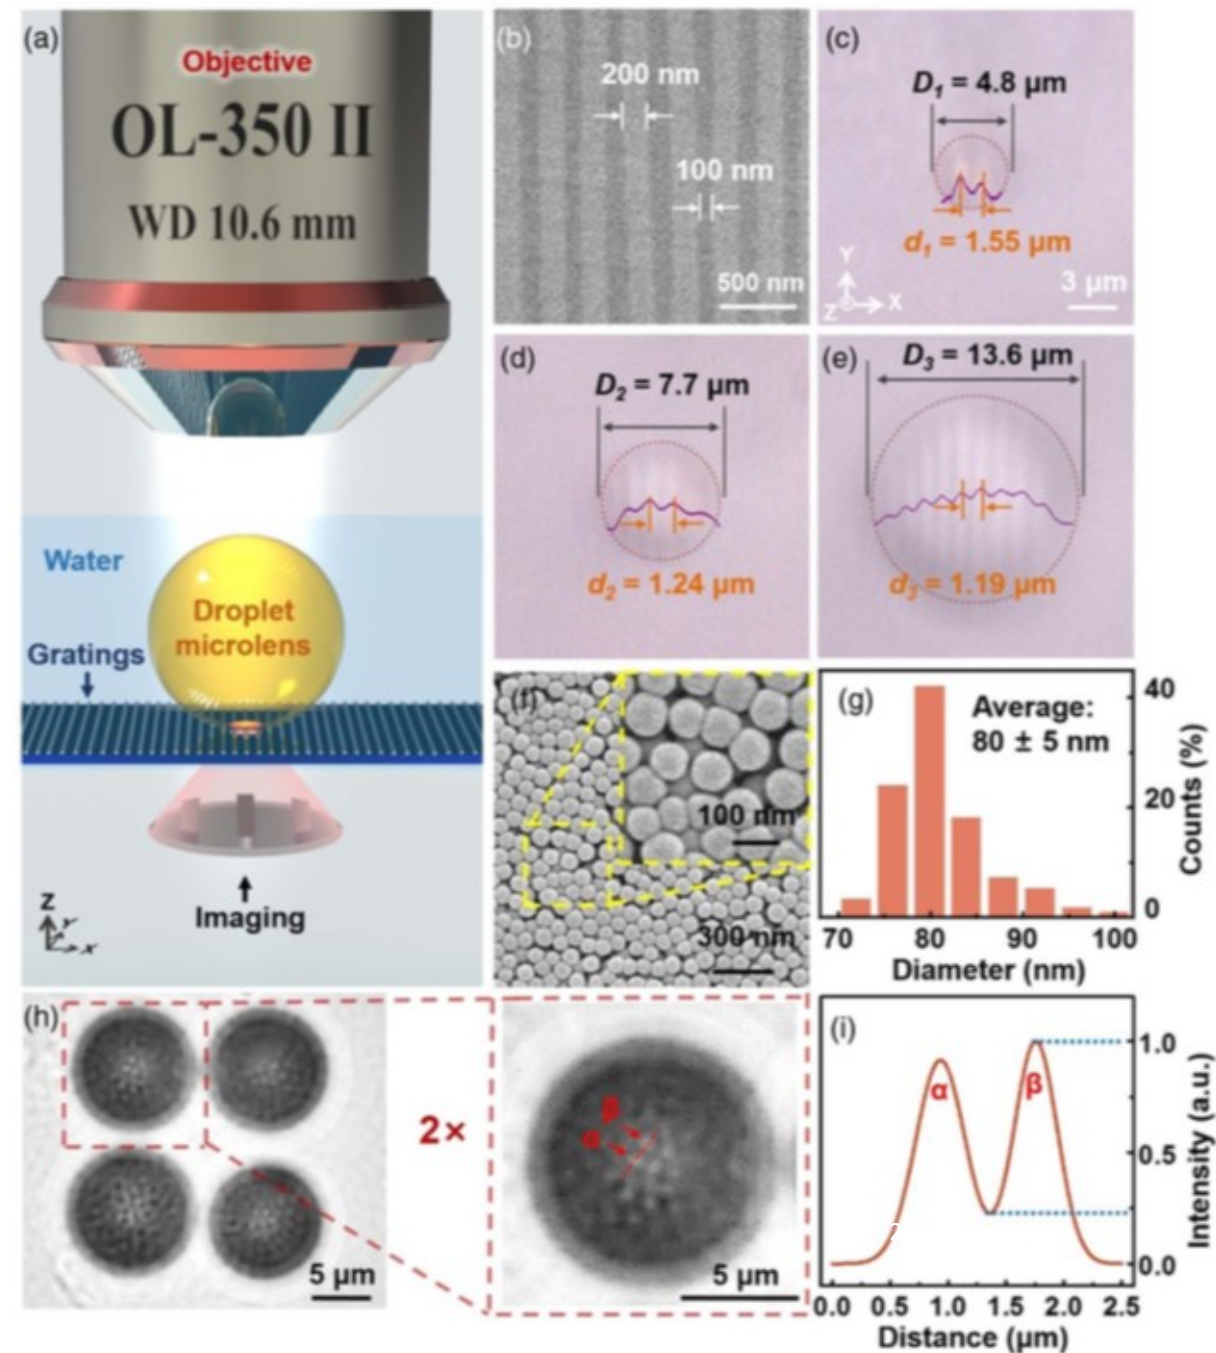 (a)
Objective
OL-350 II
WD 10.6 mm
Water
Droplet
microlens
Gratings
Imaging
Z
Y
X
(b)
200 nm
100 nm
500 nm
(c)
D1 = 4.8 μm
d1 = 1.55 μm
Y
Z
X
3 μm
(d)
D2 = 7.7 μm
d2 = 1.24 μm
(e)
D3 = 13.6 μm
d3 = 1.19 μm
(f)
100 nm
300 nm
(g)
Average:
80 ± 5 nm
40
20
0
Counts (%)
70 80 90 100
Diameter (nm)
(h)
5 μm
2×
β
α
5 μm
(i)
α
β
1.0
0.5
0.0
Intensity (a.u.)
0.0 0.5 1.0 1.5 2.0 2.5
Distance (μm)